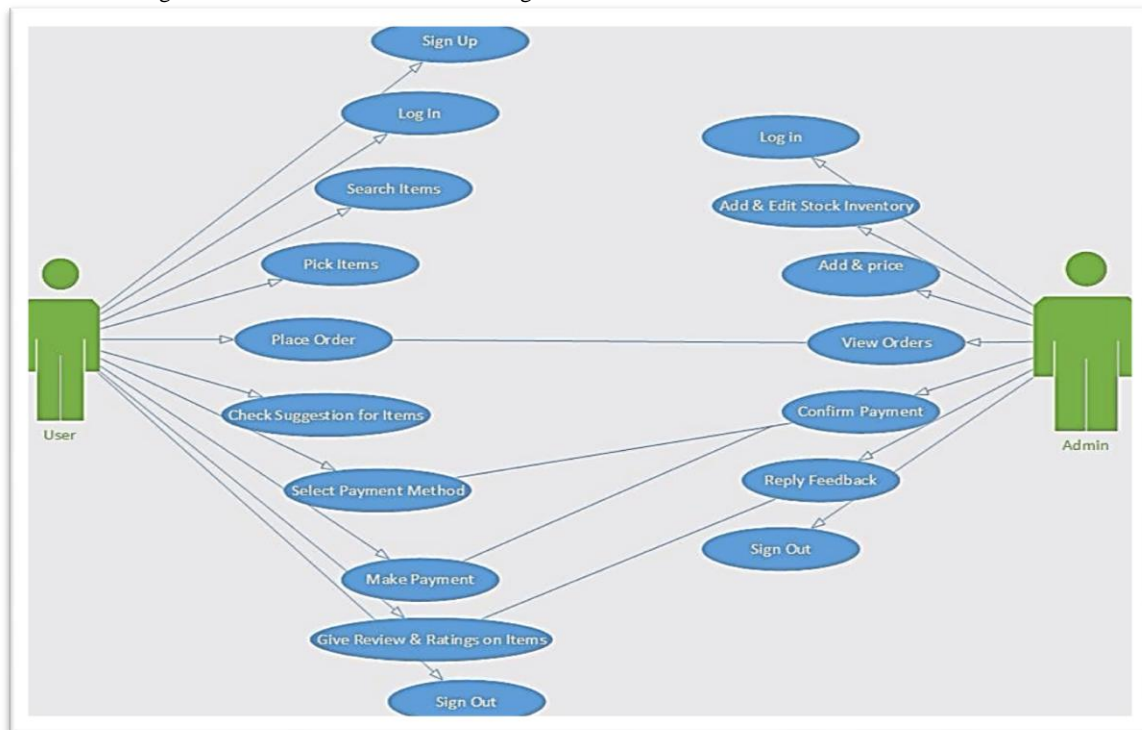 Sign Up
Log In
Search Items
Pick Items
Place Order
Check Suggestion for Items
Select Payment Method
Make Payment
Give Review & Ratings on Items
Sign Out
User
Log in
Add & Edit Stock Inventory
Add & price
View Orders
Confirm Payment
Reply Feedback
Sign Out
Admin